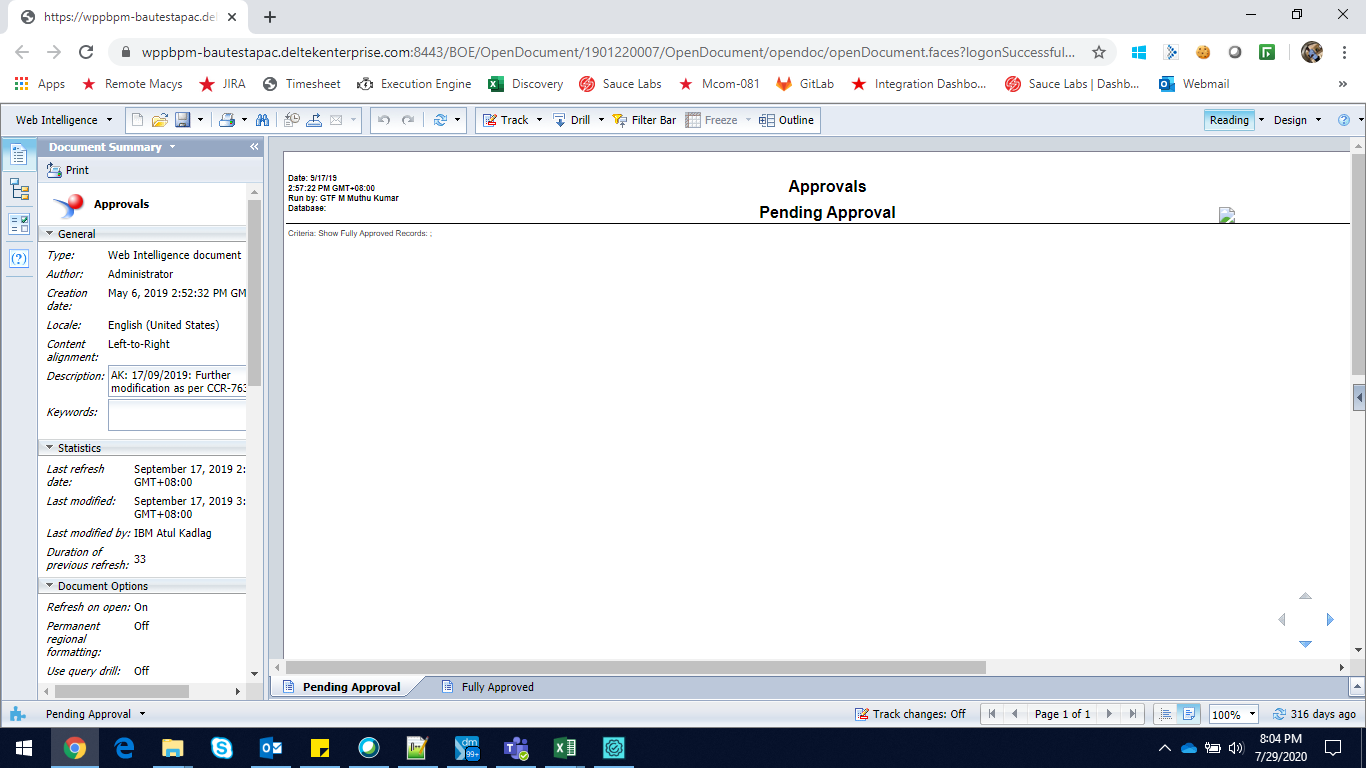 https://wppbpm-bautestapac.del
wppbpm-bautestapac.deltekenterprise.com:8443/BOE/OpenDocument/1901220007/OpenDocument/opendoc/openDocument.faces?logonSuccessful...
Apps Remote Macys JIRA Timesheet Execution Engine Discovery Sauce Labs Mcom-081 GitLab Integration Dashbo... Sauce Labs | Dashb... Webmail
Web Intelligence Track Drill Filter Bar Freeze Outline Reading Design
Document Summary
Print
Approvals
General
Type: Web Intelligence document
Author: Administrator
Creation date: May 6, 2019 2:52:32 PM GM
Locale: English (United States)
Content alignment: Left-to-Right
Description: AK: 17/09/2019: Further
modification as per CCR-763
Keywords:
Statistics
Last refresh date: September 17, 2019 2:
GMT+08:00
Last modified: September 17, 2019 3:
GMT+08:00
Last modified by: IBM Atul Kadlag
Duration of previous refresh: 33
Document Options
Refresh on open: On
Permanent regional formatting: Off
Use query drill: Off
Date: 9/17/19
2:57:22 PM GMT+08:00
Run by: GTF M Muthu Kumar
Database:
Approvals
Pending Approval
Criteria: Show Fully Approved Records: ;
Pending Approval Fully Approved
Pending Approval Track changes: Off Page 1 of 1 100% 316 days ago
dm
99+
8:04 PM
7/29/2020